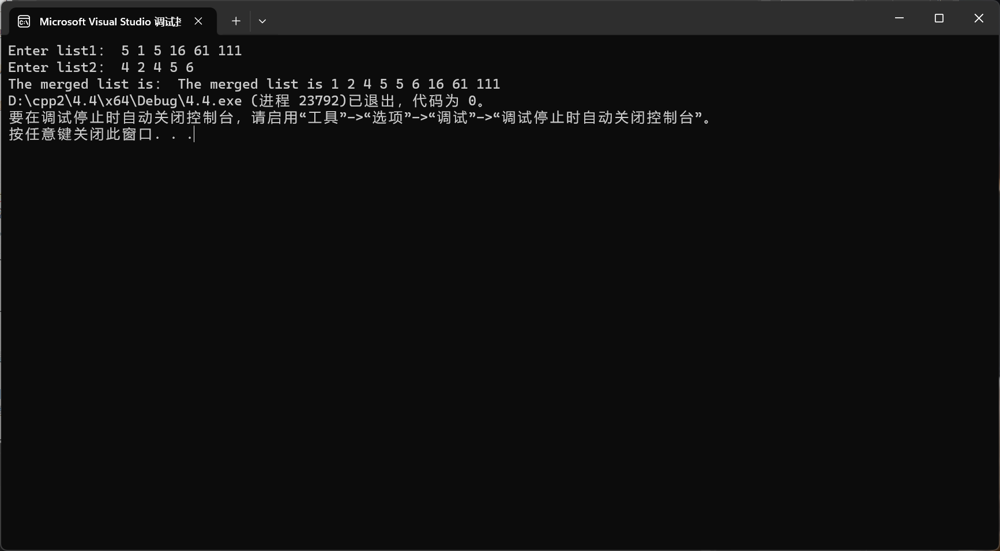 Microsoft Visual Studio 调试
Enter list1： 5 1 5 16 61 111
Enter list2： 4 2 4 5 6
The merged list is： The merged list is 1 2 4 5 5 6 16 61 111
D:\cpp2\4.4\x64\Debug\4.4.exe (进程 23792)已退出，代码为 0。
要在调试停止时自动关闭控制台，请启用“工具”->“选项”->“调试”->“调试停止时自动关闭控制台”。
按任意键关闭此窗口. . .